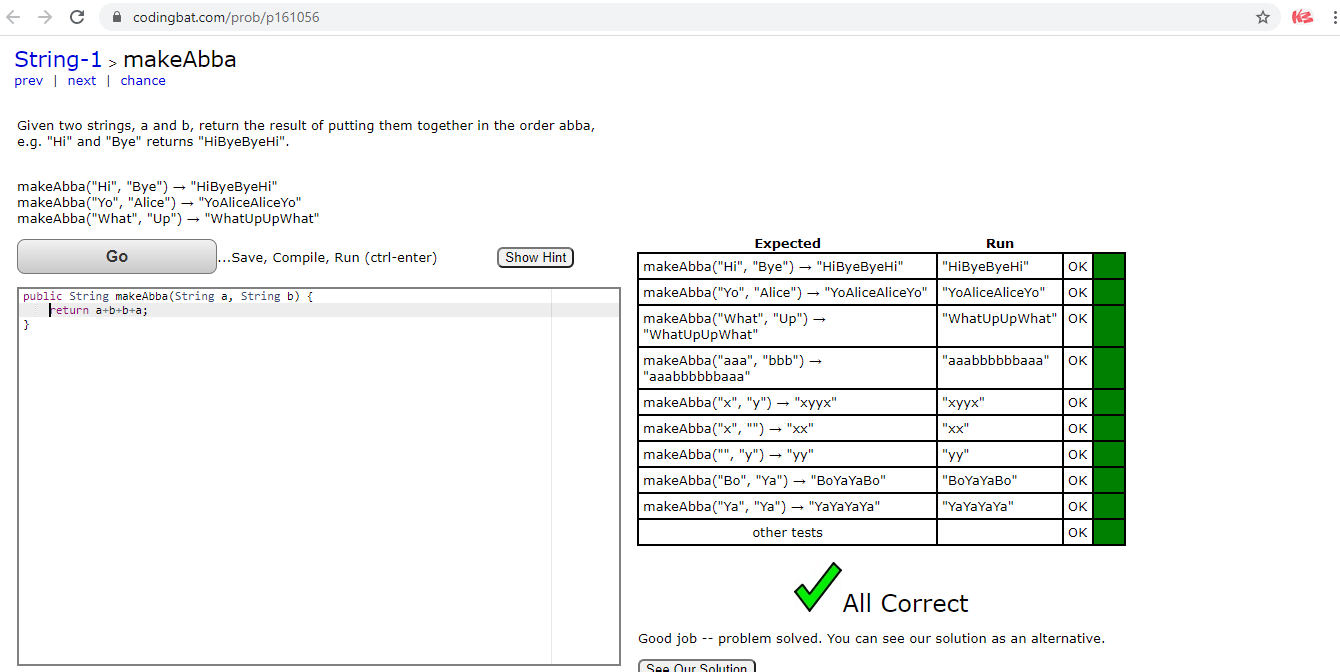 codingbat.com/prob/p161056
String-1 > makeAbba
prev | next | chance
Given two strings, a and b, return the result of putting them together in the order abba,
e.g. "Hi" and "Bye" returns "HiByeByeHi".
makeAbba("Hi", "Bye") → "HiByeByeHi"
makeAbba("Yo", "Alice") → "YoAliceAliceYo"
makeAbba("What", "Up") → "WhatUpUpWhat"
Go ...Save, Compile, Run (ctrl-enter) Show Hint
public String makeAbba(String a, String b) {
return a+b+b+a;
}
Expected Run
makeAbba("Hi", "Bye") → "HiByeByeHi" "HiByeByeHi" OK
makeAbba("Yo", "Alice") → "YoAliceAliceYo" "YoAliceAliceYo" OK
makeAbba("What", "Up") → "WhatUpUpWhat" OK
"WhatUpUpWhat"
makeAbba("aaa", "bbb") → "aaabbbbbbaaa" OK
"aaabbbbbbaaa"
makeAbba("x", "y") → "xyyx" "xyyx" OK
makeAbba("x", "") → "xx" "xx" OK
makeAbba("", "y") → "yy" "yy" OK
makeAbba("Bo", "Ya") → "BoYaYaBo" "BoYaYaBo" OK
makeAbba("Ya", "Ya") → "YaYaYaYa" "YaYaYaYa" OK
other tests OK
All Correct
Good job -- problem solved. You can see our solution as an alternative.
See Our Solution